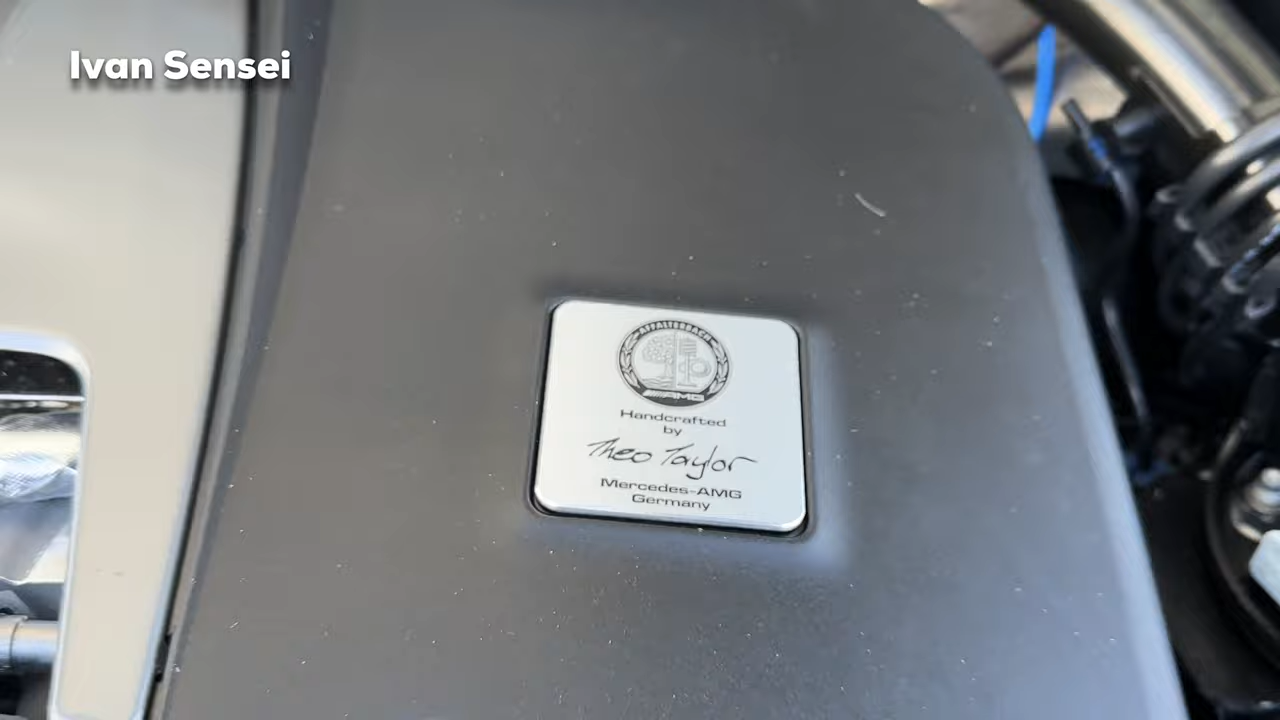 Ivan Sensei
AFFALTERBACH
AMG
Handcrafted
by
Theo Taylor
Mercedes-AMG
Germany